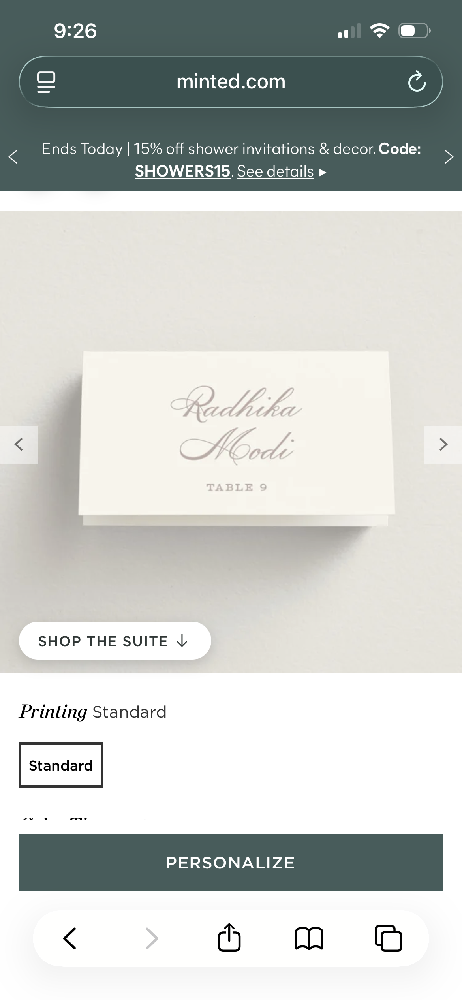 9:26
minted.com
Ends Today | 15% off shower invitations & decor. Code:
SHOWERS15. See details ▸
Radhika
Modi
TABLE 9
SHOP THE SUITE ↓
Printing Standard
Standard
PERSONALIZE